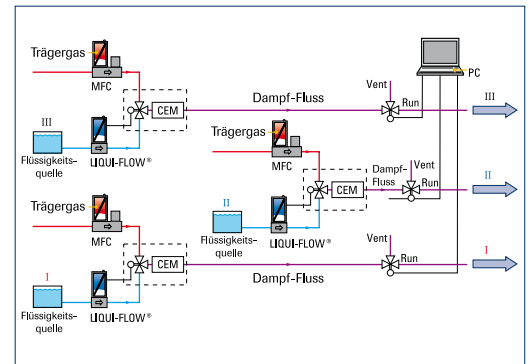 Trägergas
MFC
III
Flüssigkeits-
quelle
LIQUI-FLOW®
CEM
Dampf-Fluss
Vent
Run
PC
III
Trägergas
MFC
II
Flüssigkeits-
quelle
LIQUI-FLOW®
CEM
Dampf-
Fluss
Vent
Run
II
Trägergas
MFC
I
Flüssigkeits-
quelle
LIQUI-FLOW®
CEM
Dampf-Fluss
Vent
Run
I